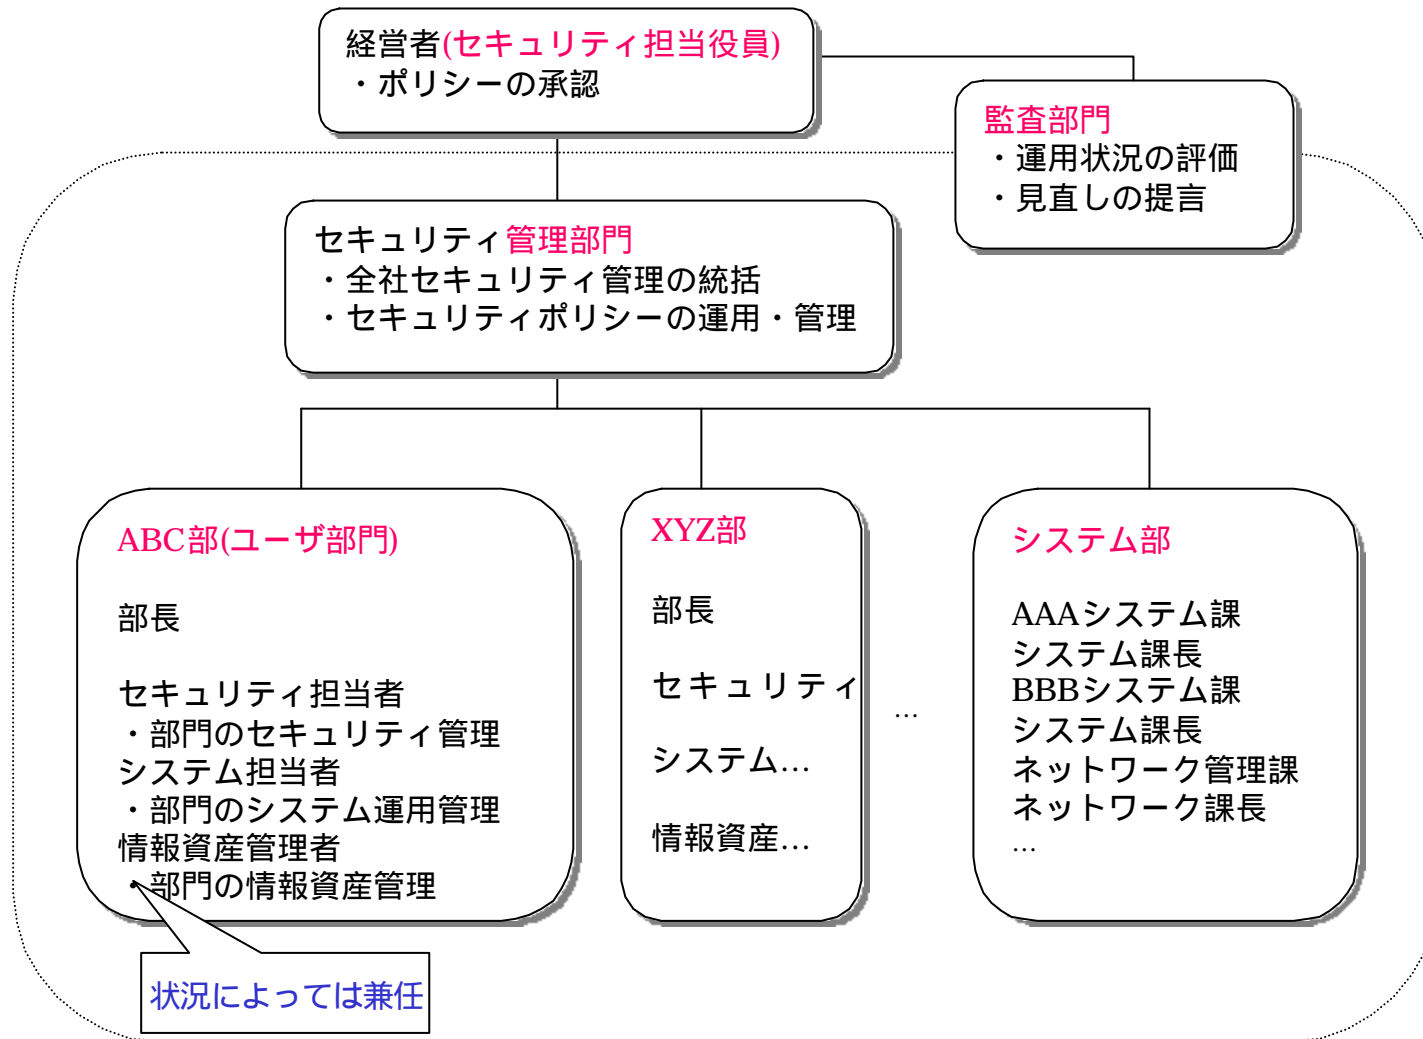 経営者(セキュリティ担当役員)
・ポリシーの承認
監査部門
・運用状況の評価
・見直しの提言
セキュリティ管理部門
・全社セキュリティ管理の統括
・セキュリティポリシーの運用・管理
ABC部(ユーザ部門)
部長
セキュリティ担当者
・部門のセキュリティ管理
システム担当者
・部門のシステム運用管理
情報資産管理者
・部門の情報資産管理
状況によっては兼任
XYZ部
部長
セキュリティ
システム…
情報資産…
…
システム部
AAAシステム課
システム課長
BBBシステム課
システム課長
ネットワーク管理課
ネットワーク課長
…